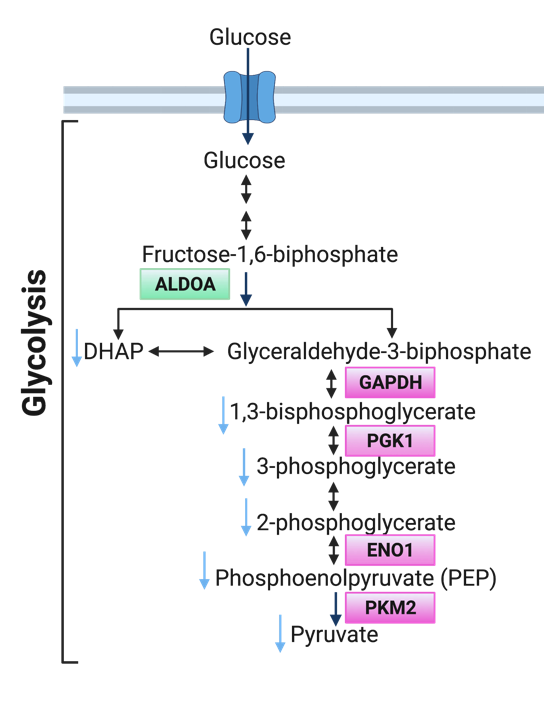 Glucose
Glucose
Fructose-1,6-biphosphate
ALDOA
Glycolysis
DHAP
Glyceraldehyde-3-biphosphate
GAPDH
1,3-bisphosphoglycerate
PGK1
3-phosphoglycerate
2-phosphoglycerate
ENO1
Phosphoenolpyruvate (PEP)
PKM2
Pyruvate